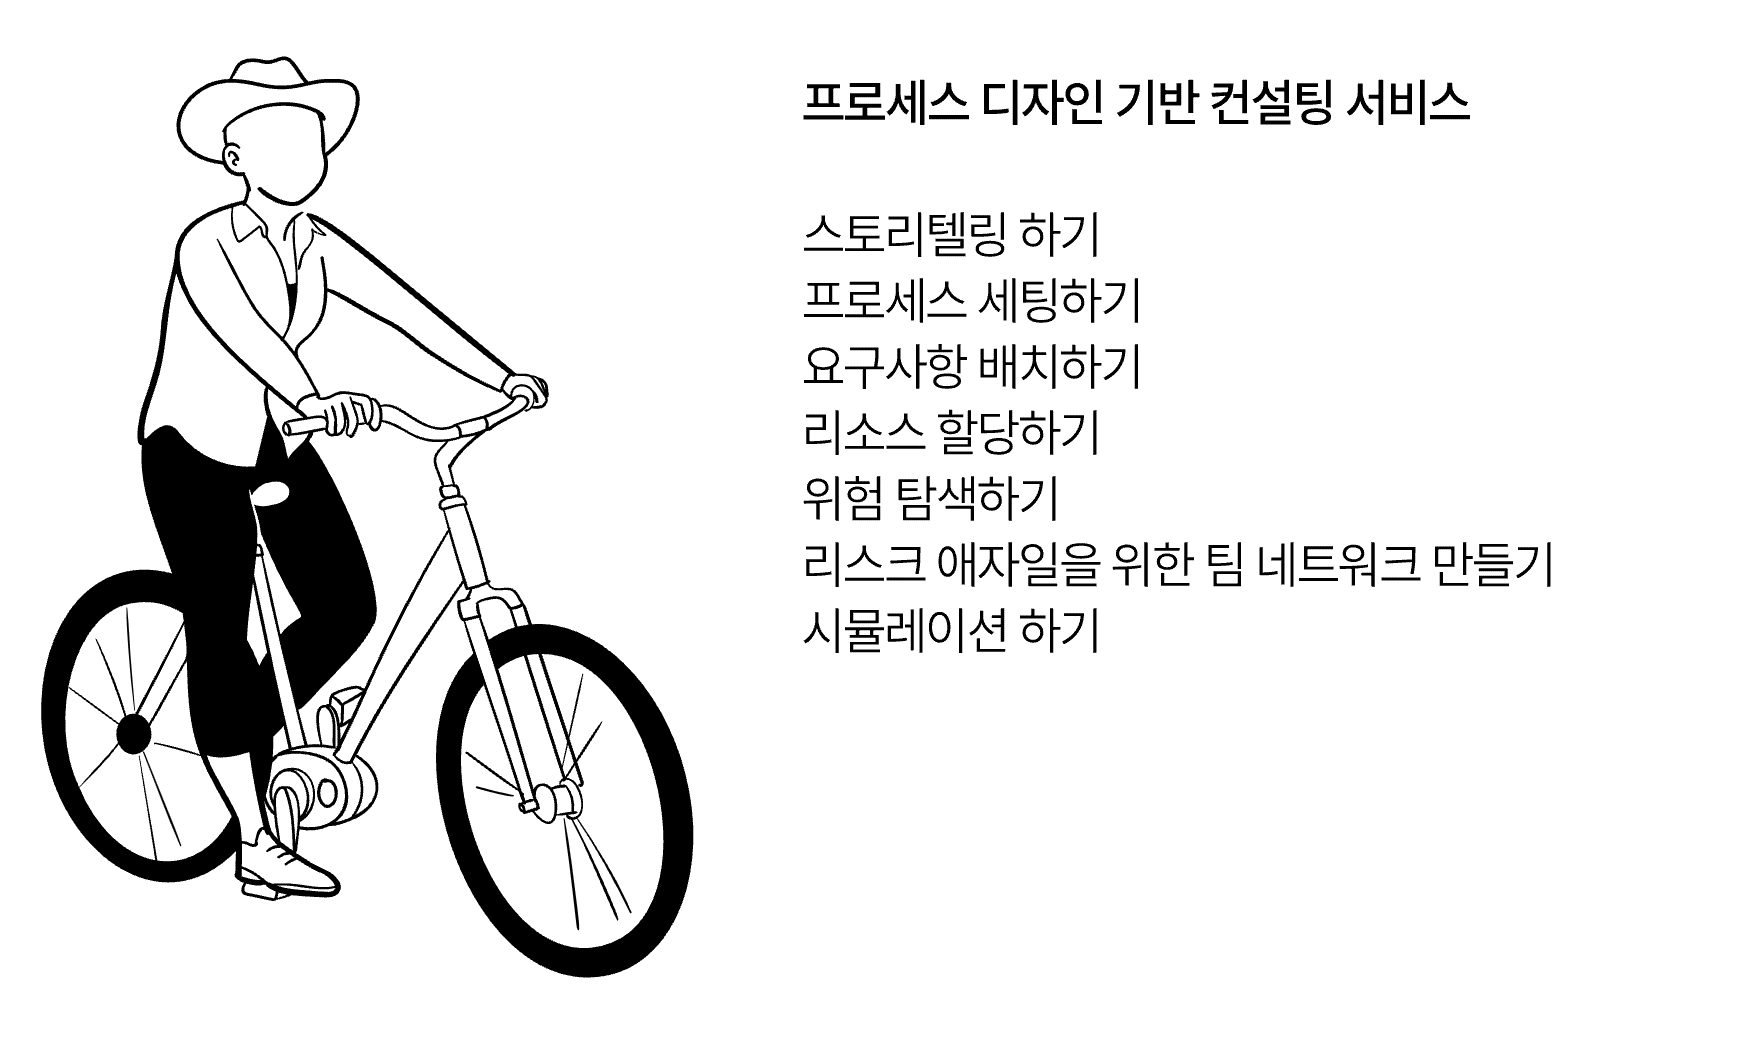 프로세스 디자인 기반 컨설팅 서비스
스토리텔링 하기
프로세스 세팅하기
요구사항 배치하기
리소스 할당하기
위험 탐색하기
리스크 애자일을 위한 팀 네트워크 만들기
시뮬레이션 하기